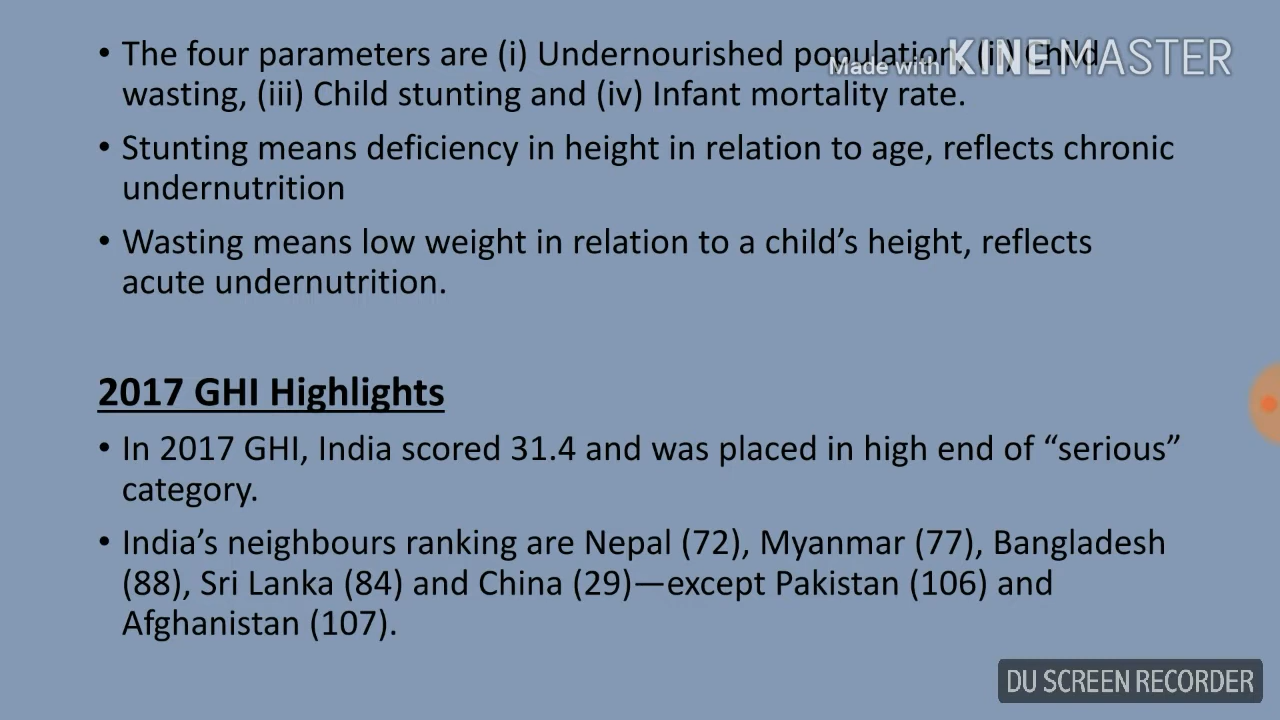 • The four parameters are (i) Undernourished population, (ii) Child
Made with KINEMASTER
wasting, (iii) Child stunting and (iv) Infant mortality rate.
• Stunting means deficiency in height in relation to age, reflects chronic
undernutrition
• Wasting means low weight in relation to a child’s height, reflects
acute undernutrition.
2017 GHI Highlights
• In 2017 GHI, India scored 31.4 and was placed in high end of “serious”
category.
• India’s neighbours ranking are Nepal (72), Myanmar (77), Bangladesh
(88), Sri Lanka (84) and China (29)—except Pakistan (106) and
Afghanistan (107).
DU SCREEN RECORDER